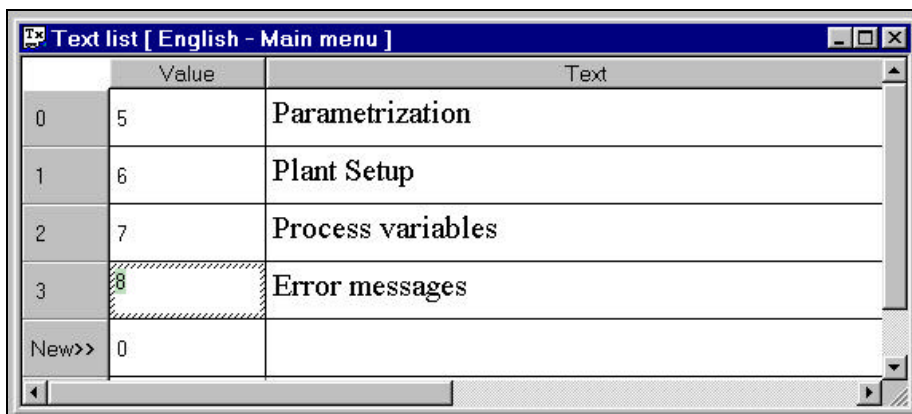 Text list [ English - Main menu ]
Value Text
0 5 Parametrization
1 6 Plant Setup
2 7 Process variables
3 8 Error messages
New>> 0